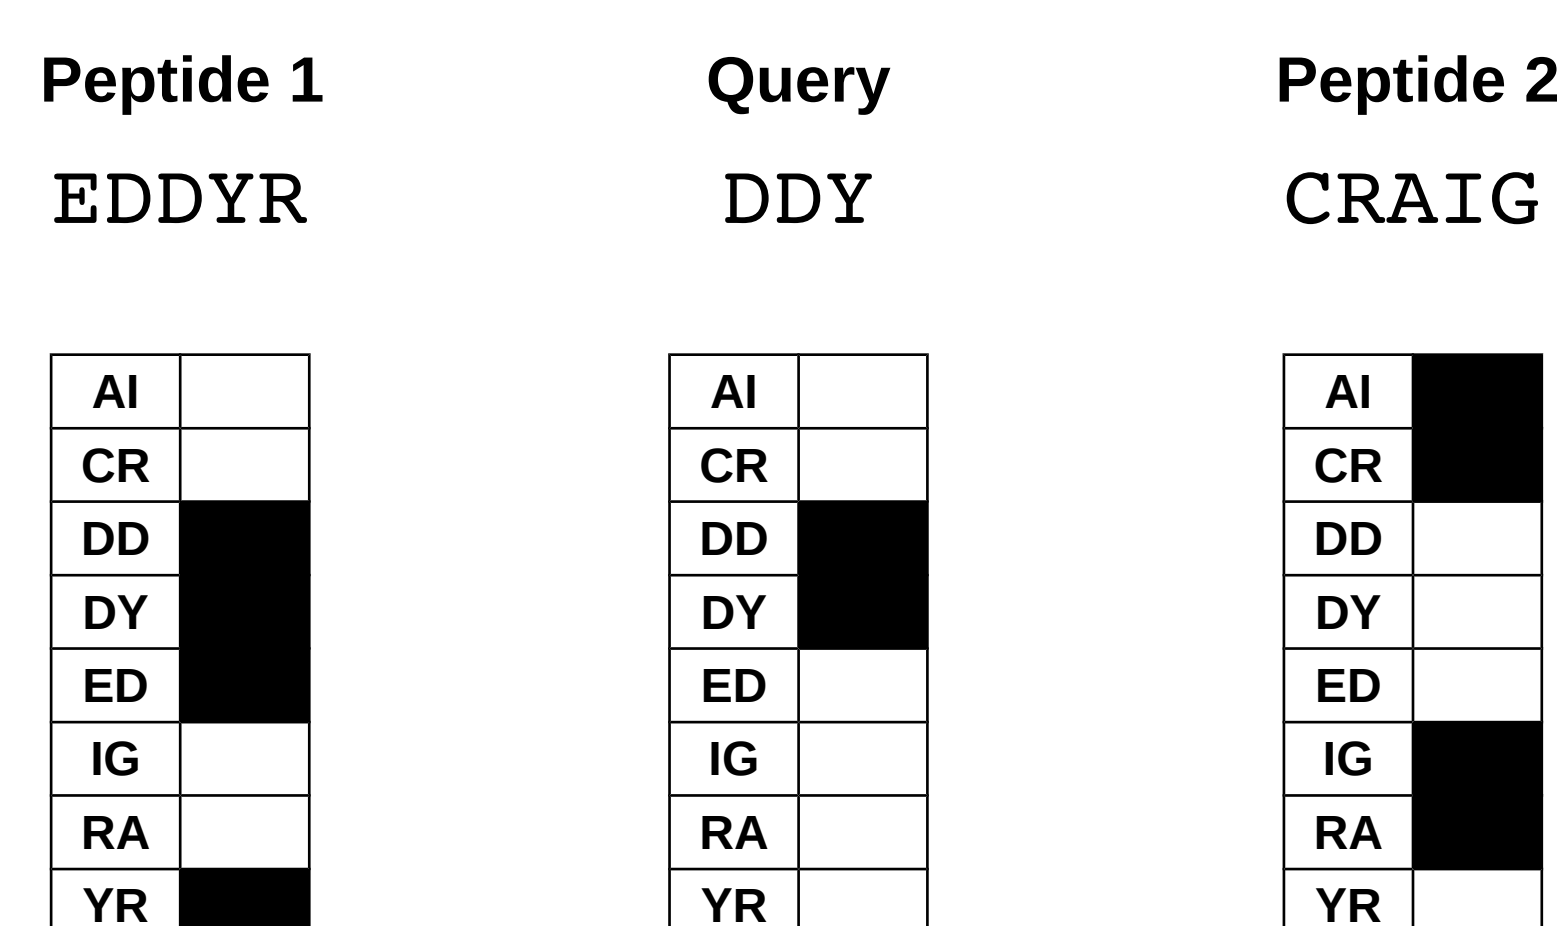 Peptide 1 Query Peptide 2
EDDYR DDY CRAIG
AI AI AI
CR CR CR
DD DD DD
DY DY DY
ED ED ED
IG IG IG
RA RA RA
YR YR YR